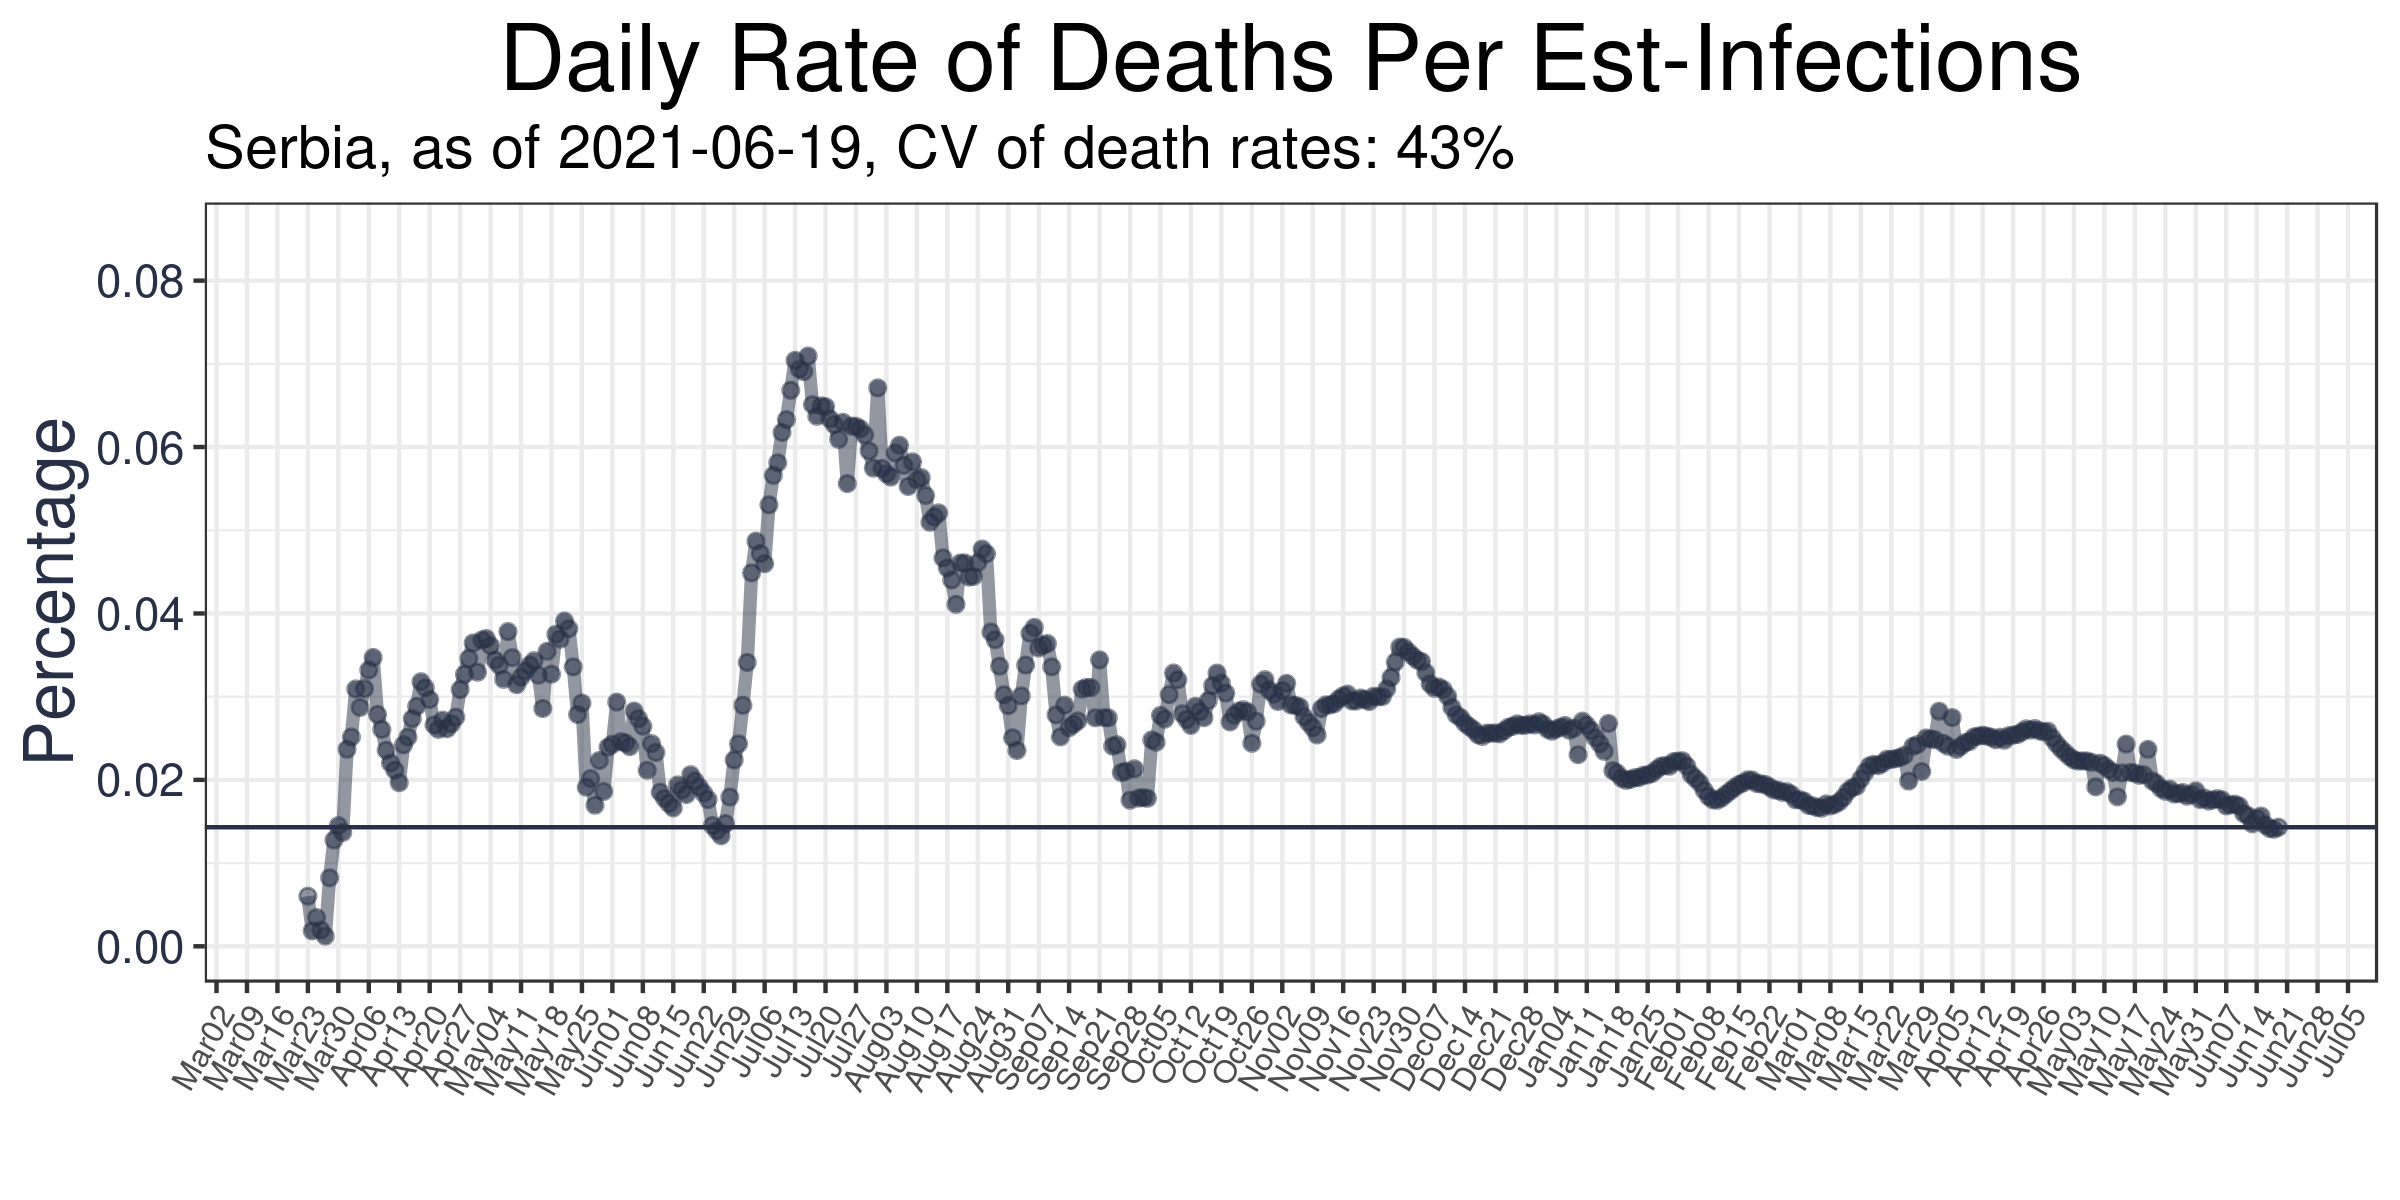 Daily Rate of Deaths Per Est-Infections
Serbia, as of 2021-06-19, CV of death rates: 43%
Percentage
0.08
0.06
0.04
0.02
0.00
Mar02
Mar09
Mar16
Mar23
Mar30
Apr06
Apr13
Apr20
Apr27
May04
May11
May18
May25
Jun01
Jun08
Jun15
Jun22
Jun29
Jul06
Jul13
Jul20
Jul27
Aug03
Aug10
Aug17
Aug24
Aug31
Sep07
Sep14
Sep21
Sep28
Oct05
Oct12
Oct19
Oct26
Nov02
Nov09
Nov16
Nov23
Nov30
Dec07
Dec14
Dec21
Dec28
Jan04
Jan11
Jan18
Jan25
Feb01
Feb08
Feb15
Feb22
Mar01
Mar08
Mar15
Mar22
Mar29
Apr05
Apr12
Apr19
Apr26
May03
May10
May17
May24
May31
Jun07
Jun14
Jun21
Jun28
Jul05